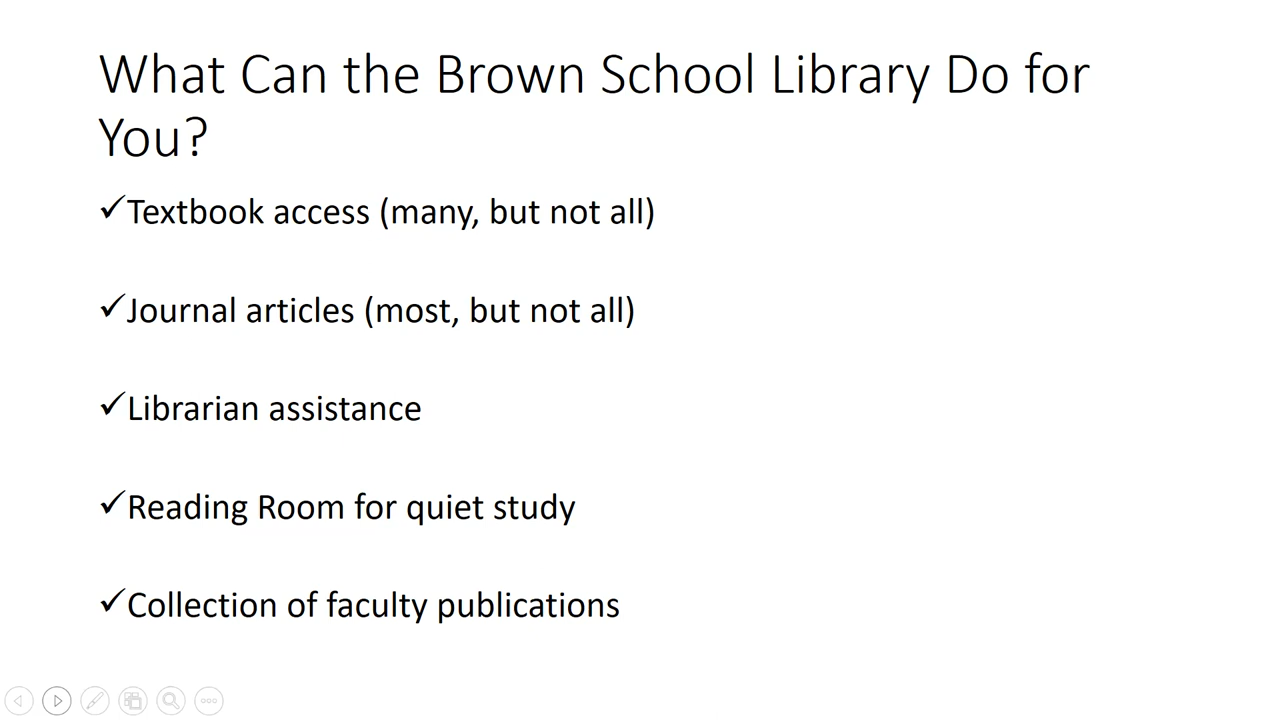 What Can the Brown School Library Do for
You?
✓Textbook access (many, but not all)
✓Journal articles (most, but not all)
✓Librarian assistance
✓Reading Room for quiet study
✓Collection of faculty publications